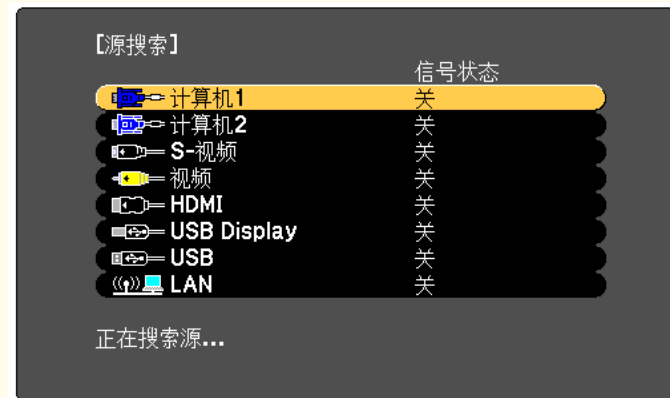 【源搜索】
信号状态
计算机1 关
计算机2 关
S-视频 关
视频 关
HDMI 关
USB Display 关
USB 关
LAN 关
正在搜索源...